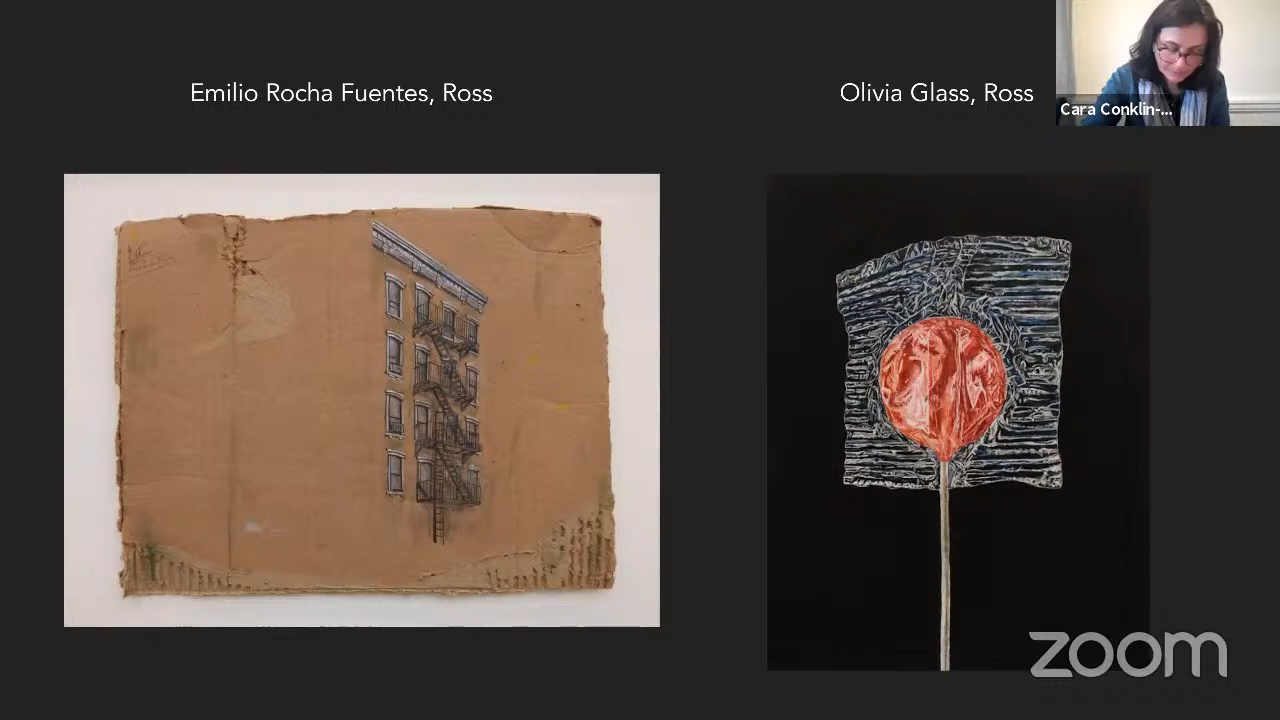 Emilio Rocha Fuentes, Ross
Olivia Glass, Ross
Cara Conklin-...
zoom